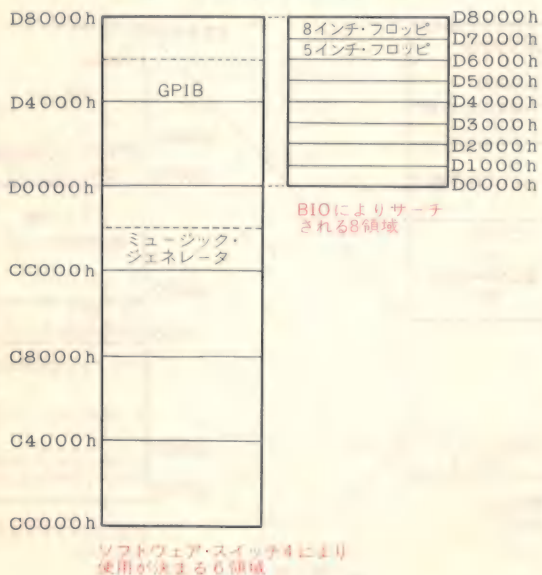 D8000h
GPIB
D4000h
D0000h
ミュージック・
ジェネレータ
CC000h
C8000h
C4000h
C0000h
ソフトウェア・スイッチ4により
使用が決まる6領域
8インチ・フロッピ
5インチ・フロッピ
D8000h
D7000h
D6000h
D5000h
D4000h
D3000h
D2000h
D1000h
D0000h
BIOによりサーチ
される8領域